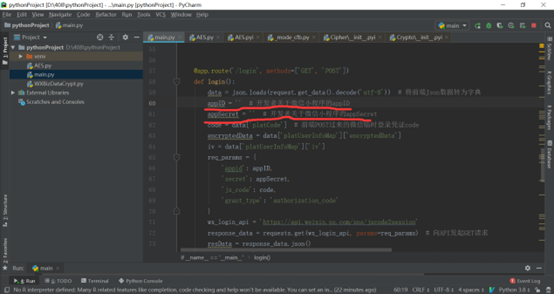 pythonProject [D:\408\pythonProject] - ...\main.py [pythonProject] - PyCharm
File Edit View Navigate Code Refactor Run Tools VCS Window Help
pythonProject main.py
main
Project
main.py AES.py AES.pyi _mode_cfb.pyi Cipher\__init__.pyi Crypto\__init__.pyi
pythonProject D:\408\pythonProject
venv
AES.py
main.py
WXBizDataCrypt.py
External Libraries
Scratches and Consoles
@app.route('/login', methods=['GET', 'POST'])
def login():
data = json.loads(request.get_data().decode('utf-8')) # 将前端Json数据转为字典
appID = '' # 开发者关于微信小程序的appID
appSecret = '' # 开发者关于微信小程序的appSecret
code = data['platCode'] # 前端POST过来的微信临时登录凭证code
encryptedData = data['platUserInfoMap']['encryptedData']
iv = data['platUserInfoMap']['iv']
req_params = {
'appid': appID,
'secret': appSecret,
'js_code': code,
'grant_type': 'authorization_code'
}
wx_login_api = 'https://api.weixin.qq.com/sns/jscode2session'
response_data = requests.get(wx_login_api, params=req_params) # 向API发起GET请求
resData = response_data.json()
if __name__ == '__main__' login()
Run: main
Run TODO Terminal Python Console
Event Log
No R interpreter defined: Many R related features like completion, code checking and help won't be available. You can set an in... (22 minutes ago)
60:19 CRLF UTF-8 4 spaces Python 3.8